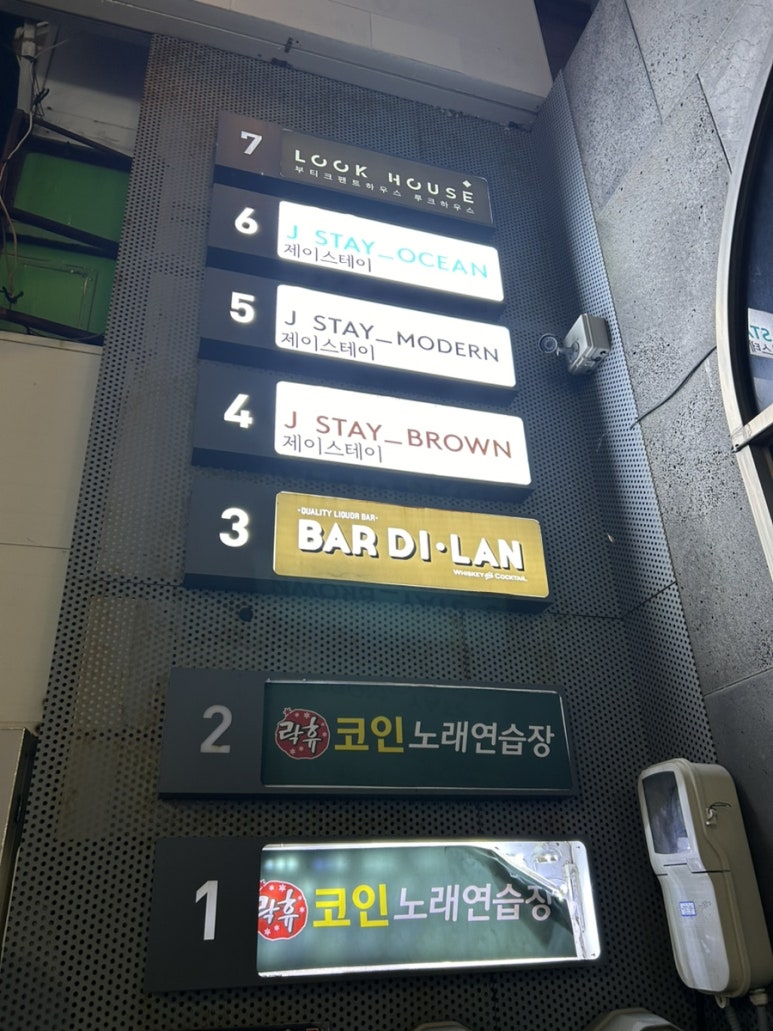 7
LOOK HOUSE
부티크펜트하우스 루크하우스
6
J STAY_OCEAN
제이스테이
5
J STAY_MODERN
제이스테이
4
J STAY_BROWN
제이스테이
3
·QUALITY LIQUOR BAR·
BAR DI·LAN
WHISKEY & COCKTAIL
2
락휴 코인노래연습장
1
락휴 코인노래연습장